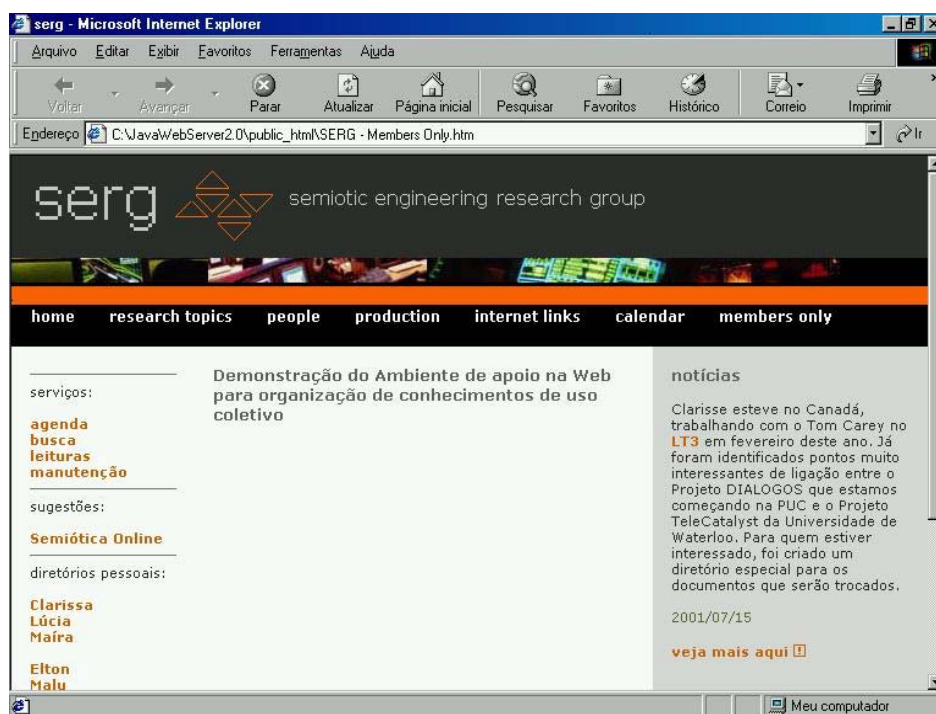 serg - Microsoft Internet Explorer
Arquivo Editar Exibir Favoritos Ferramentas Ajuda
Voltar Avançar Parar Atualizar Página inicial Pesquisar Favoritos Histórico Correio Imprimir
Endereço C:\JavaWebServer2.0\public_html\SERG - Members Only.htm Ir
serg semiotic engineering research group
home research topics people production internet links calendar members only
serviços:
agenda
busca
leituras
manutenção
sugestões:
Semiótica Online
diretórios pessoais:
Clarissa
Lúcia
Maíra
Elton
Malu
Demonstração do Ambiente de apoio na Web
para organização de conhecimentos de uso
coletivo
notícias
Clarisse esteve no Canadá,
trabalhando com o Tom Carey no
LT3 em fevereiro deste ano. Já
foram identificados pontos muito
interessantes de ligação entre o
Projeto DIALOGOS que estamos
começando na PUC e o Projeto
TeleCatalyst da Universidade de
Waterloo. Para quem estiver
interessado, foi criado um
diretório especial para os
documentos que serão trocados.
2001/07/15
veja mais aqui
Meu computador